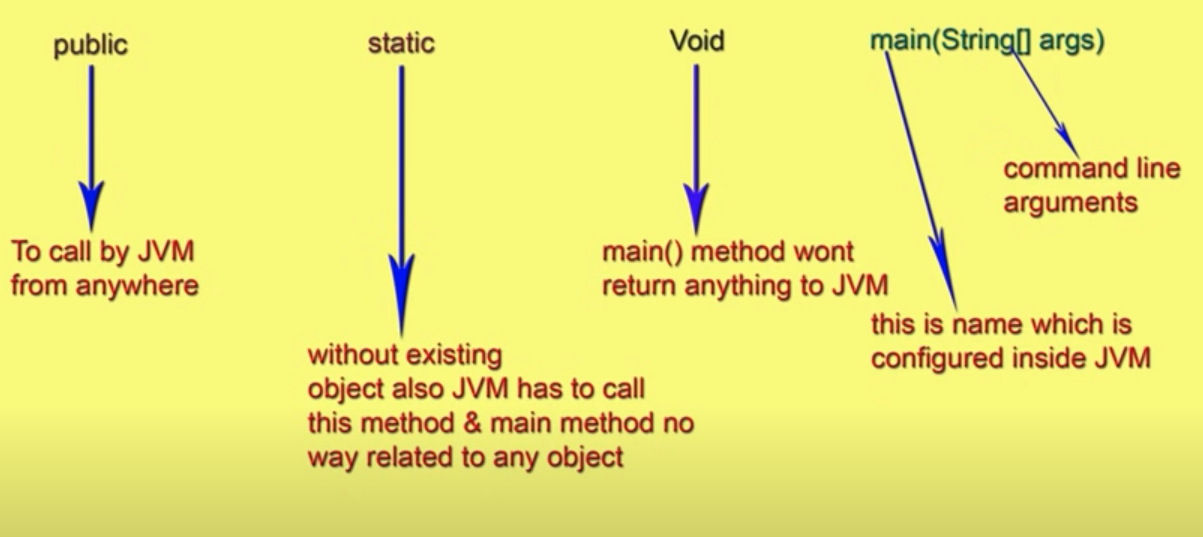 public
static
Void
main(String[] args)
command line
arguments
To call by JVM
from anywhere
main() method wont
return anything to JVM
this is name which is
configured inside JVM
without existing
object also JVM has to call
this method & main method no
way related to any object